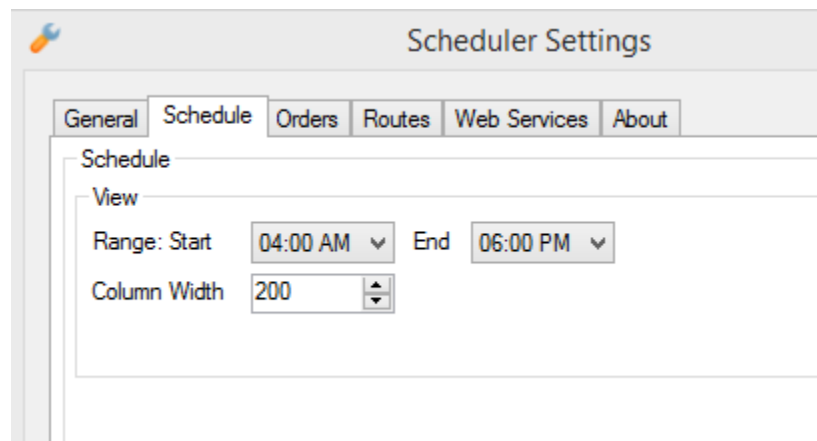 Scheduler Settings
General Schedule Orders Routes Web Services About
Schedule
View
Range: Start 04:00 AM End 06:00 PM
Column Width 200